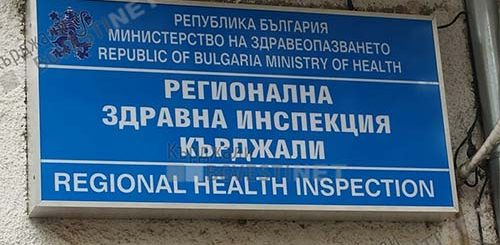 РЕПУБЛИКА БЪЛГАРИЯ
МИНИСТЕРСТВО НА ЗДРАВЕОПАЗВАНЕТО
REPUBLIC OF BULGARIA MINISTRY OF HEALTH
РЕГИОНАЛНА
ЗДРАВНА ИНСПЕКЦИЯ
КЪРДЖАЛИ
REGIONAL HEALTH INSPECTION